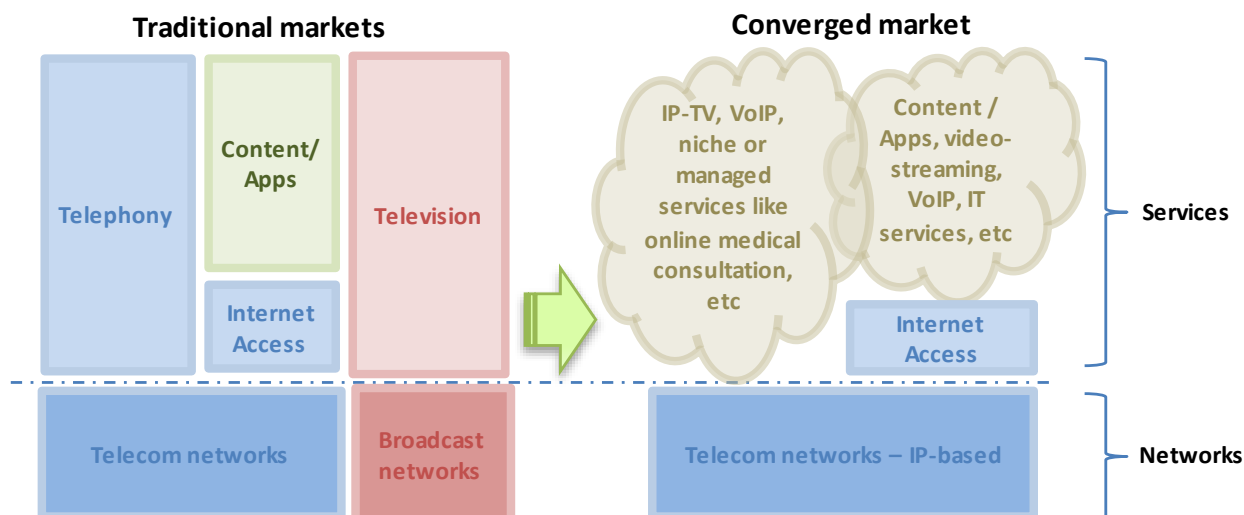 Traditional markets
Converged market
Telephony
Content/
Apps
Internet
Access
Television
Telecom networks
Broadcast
networks
IP-TV, VoIP,
niche or
managed
services like
online medical
consultation,
etc
Content /
Apps, video-
streaming,
VoIP, IT
services, etc
Internet
Access
Telecom networks – IP-based
Services
Networks